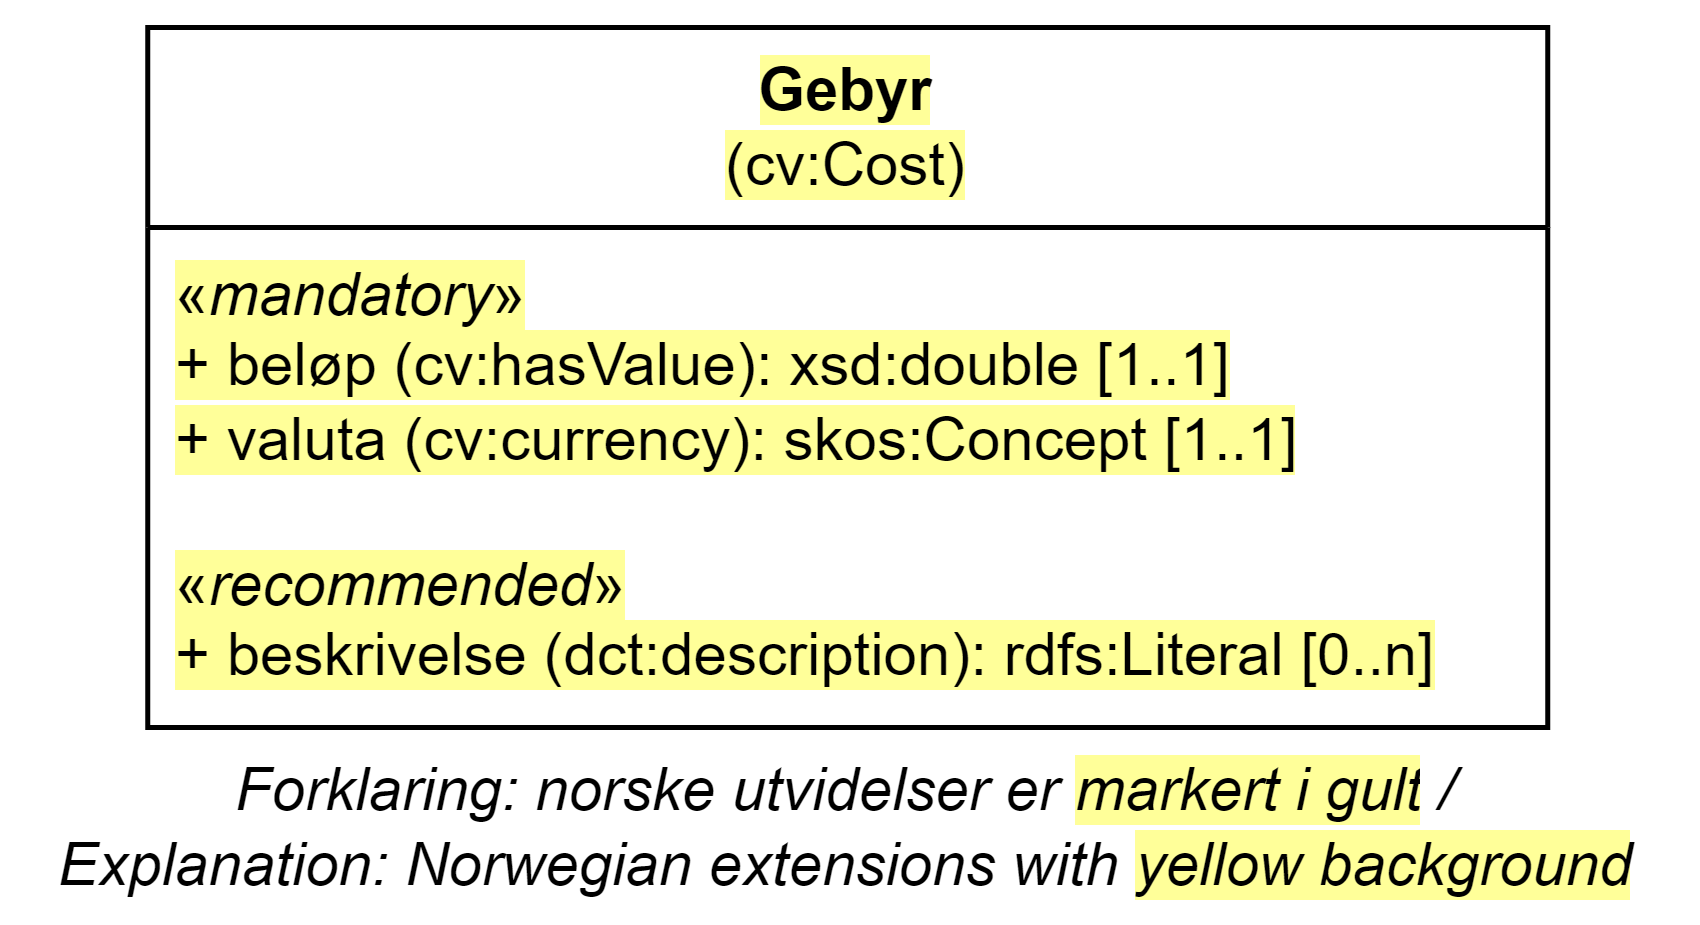 Gebyr
(cv:Cost)
«mandatory»
+ beløp (cv:hasValue): xsd:double [1..1]
+ valuta (cv:currency): skos:Concept [1..1]
«recommended»
+ beskrivelse (dct:description): rdfs:Literal [0..n]
Forklaring: norske utvidelser er markert i gult /
Explanation: Norwegian extensions with yellow background